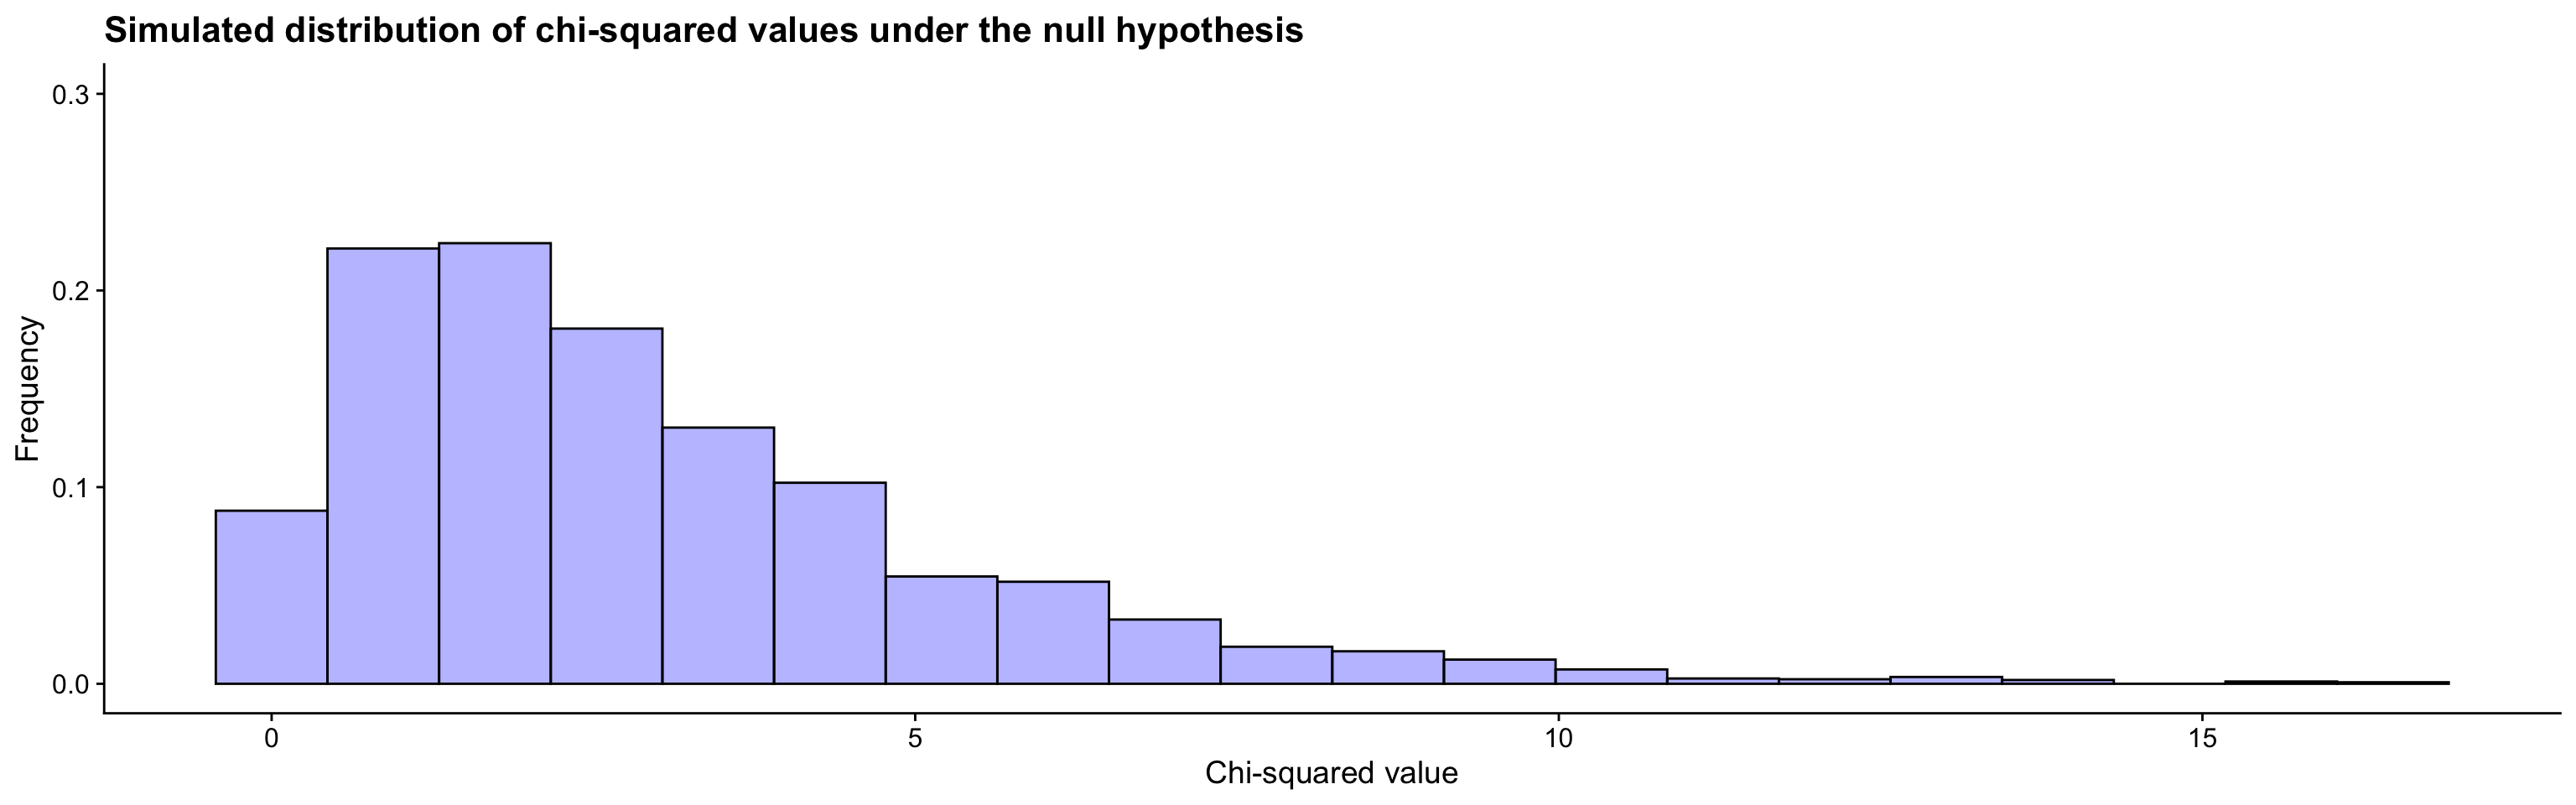 Simulated distribution of chi-squared values under the null hypothesis
0.3
0.2
0.1
0.0
Frequency
0 5 10 15
Chi-squared value